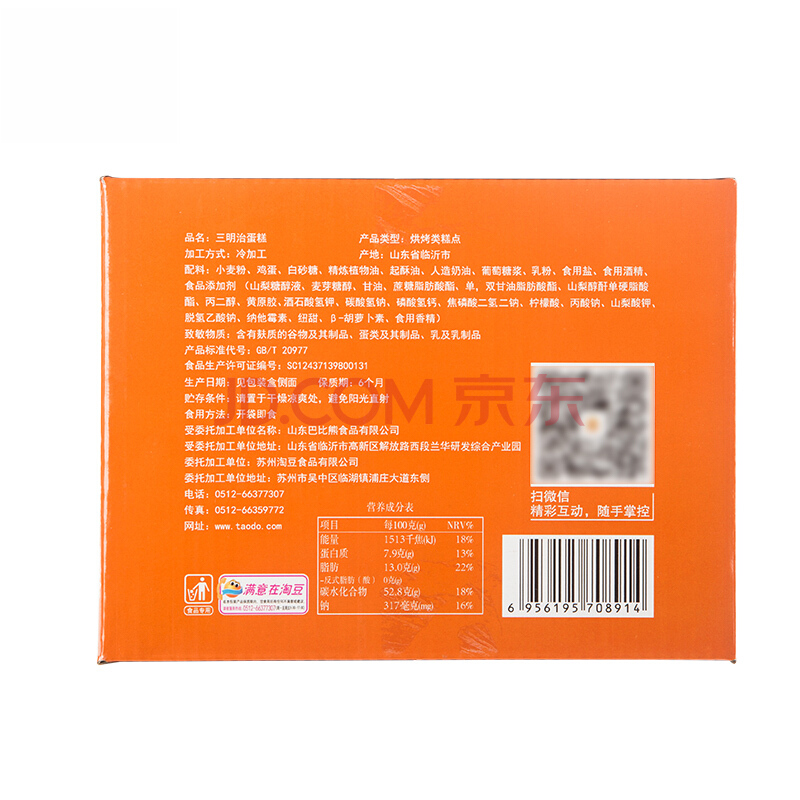 品名：三明治蛋糕 产品类型：烘烤类糕点
加工方式：冷加工 产地：山东省临沂市
配料：小麦粉、鸡蛋、白砂糖、精炼植物油、起酥油、人造奶油、葡萄糖浆、乳粉、食用盐、食用酒精、
食品添加剂（山梨糖醇液、麦芽糖醇、甘油、蔗糖脂肪酸酯、单，双甘油脂肪酸酯、山梨醇酐单硬脂酸
酯、丙二醇、黄原胶、酒石酸氢钾、碳酸氢钠、磷酸氢钙、焦磷酸二氢二钠、柠檬酸、丙酸钠、山梨酸钾、
脱氢乙酸钠、纳他霉素、纽甜、β-胡萝卜素、食用香精）
致敏物质：含有麸质的谷物及其制品、蛋类及其制品、乳及乳制品
产品标准代号：GB/T 20977
食品生产许可证编号：SC12437139800131
生产日期：见包装盒侧面 保质期：6个月
贮存条件：请置于干燥凉爽处，避免阳光直射
食用方法：开袋即食
JD.COM 京东
受委托加工单位名称：山东巴比熊食品有限公司
受委托加工单位地址：山东省临沂市高新区解放路西段兰华研发综合产业园
委托加工单位：苏州淘豆食品有限公司
委托加工单位地址：苏州市吴中区临湖镇浦庄大道东侧
电话：0512-66377307
传真：0512-66359772
网址：www.taodo.com
扫微信
精彩互动，随手掌控
营养成分表
项目 每100克(g) NRV%
能量 1513千焦(kJ) 18%
蛋白质 7.9克(g) 13%
脂肪 13.0克(g) 22%
-反式脂肪（酸） 0克(g)
碳水化合物 52.8克(g) 18%
钠 317毫克(mg) 16%
食品专用
满意在淘豆
0512-66377307
6 956195 708914